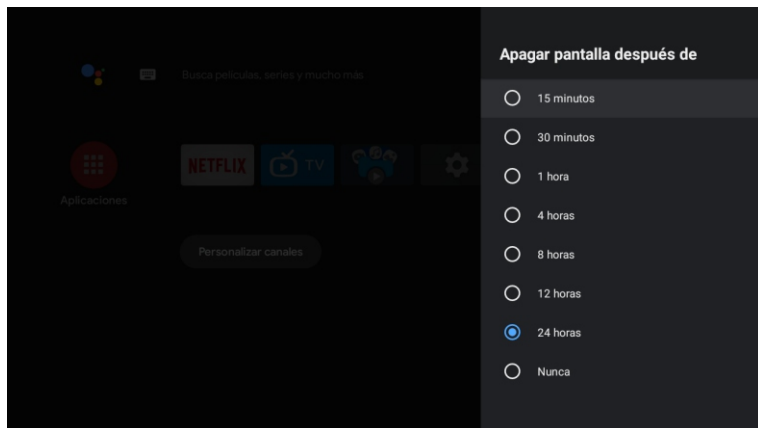 Apagar pantalla después de
15 minutos
30 minutos
1 hora
4 horas
8 horas
12 horas
24 horas
Nunca
Busca películas, series y mucho más
NETFLIX
TV
Aplicaciones
Personalizar canales